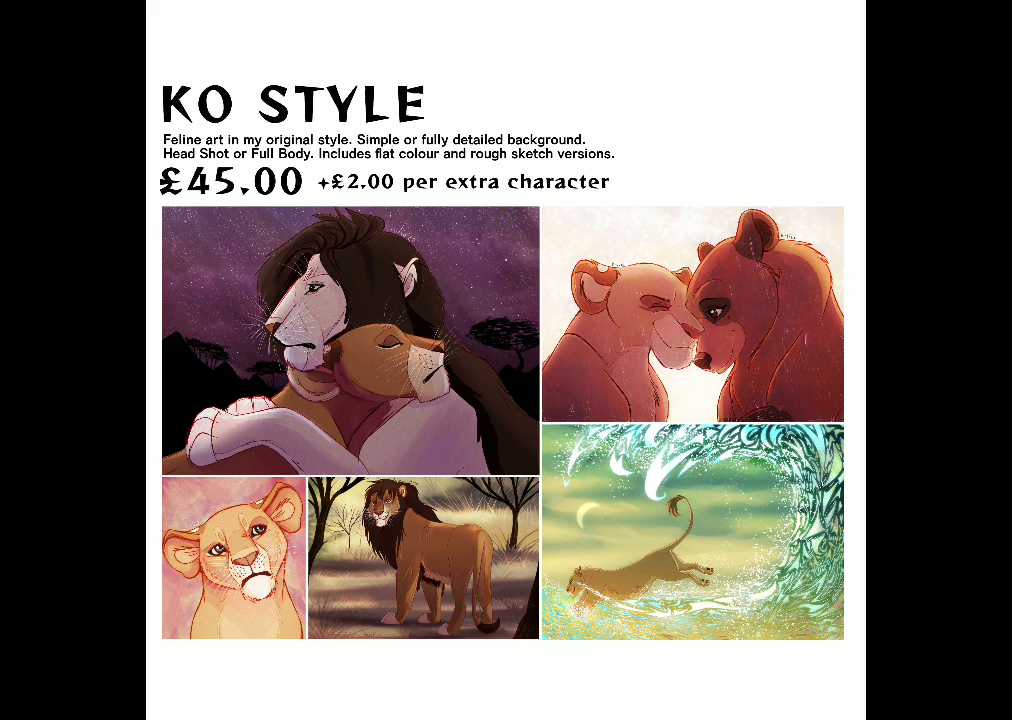 KO STYLE
Feline art in my original style. Simple or fully detailed background.
Head Shot or Full Body. Includes flat colour and rough sketch versions.
£45.00 +£2.00 per extra character